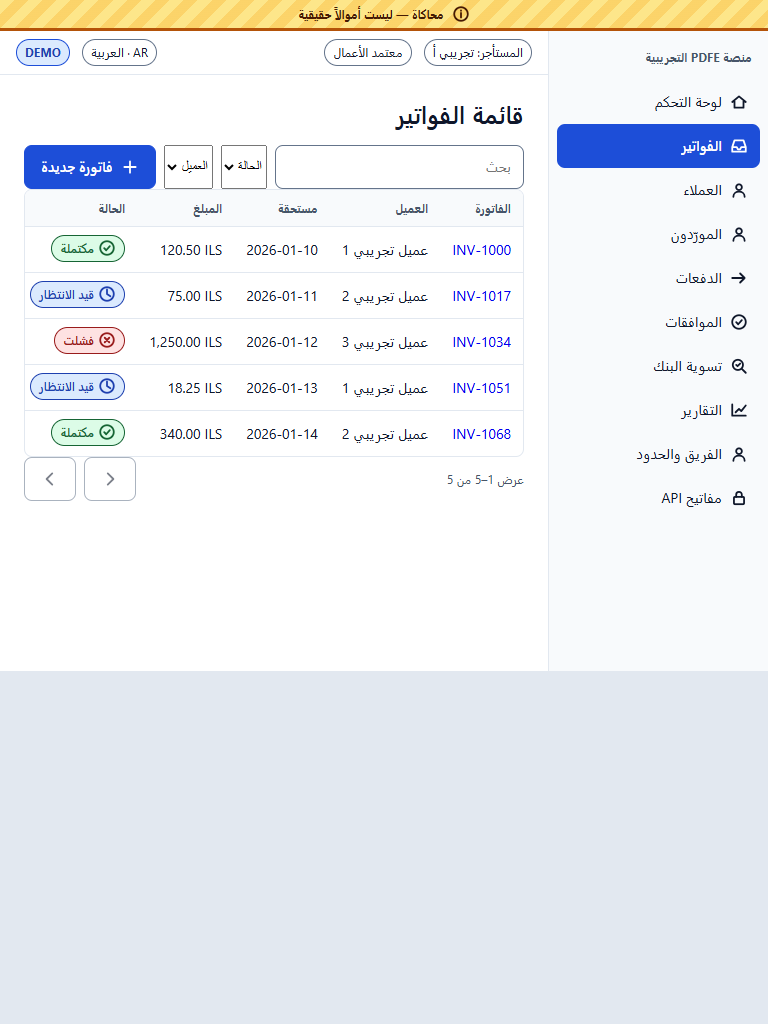 محاكاة — ليست أموالاً حقيقية
منصة PDFE التجريبية
لوحة التحكم
الفواتير
العملاء
المورّدون
الدفعات
الموافقات
تسوية البنك
التقارير
الفريق والحدود
مفاتيح API
المستأجر: تجريبي أ
معتمد الأعمال
AR · العربية
DEMO
قائمة الفواتير
بحث
الحالة
العميل
فاتورة جديدة
الفاتورة العميل مستحقة المبلغ الحالة
INV-1000 عميل تجريبي 1 2026-01-10 120.50 ILS مكتملة
INV-1017 عميل تجريبي 2 2026-01-11 75.00 ILS قيد الانتظار
INV-1034 عميل تجريبي 3 2026-01-12 1,250.00 ILS فشلت
INV-1051 عميل تجريبي 1 2026-01-13 18.25 ILS قيد الانتظار
INV-1068 عميل تجريبي 2 2026-01-14 340.00 ILS مكتملة
عرض 1–5 من 5